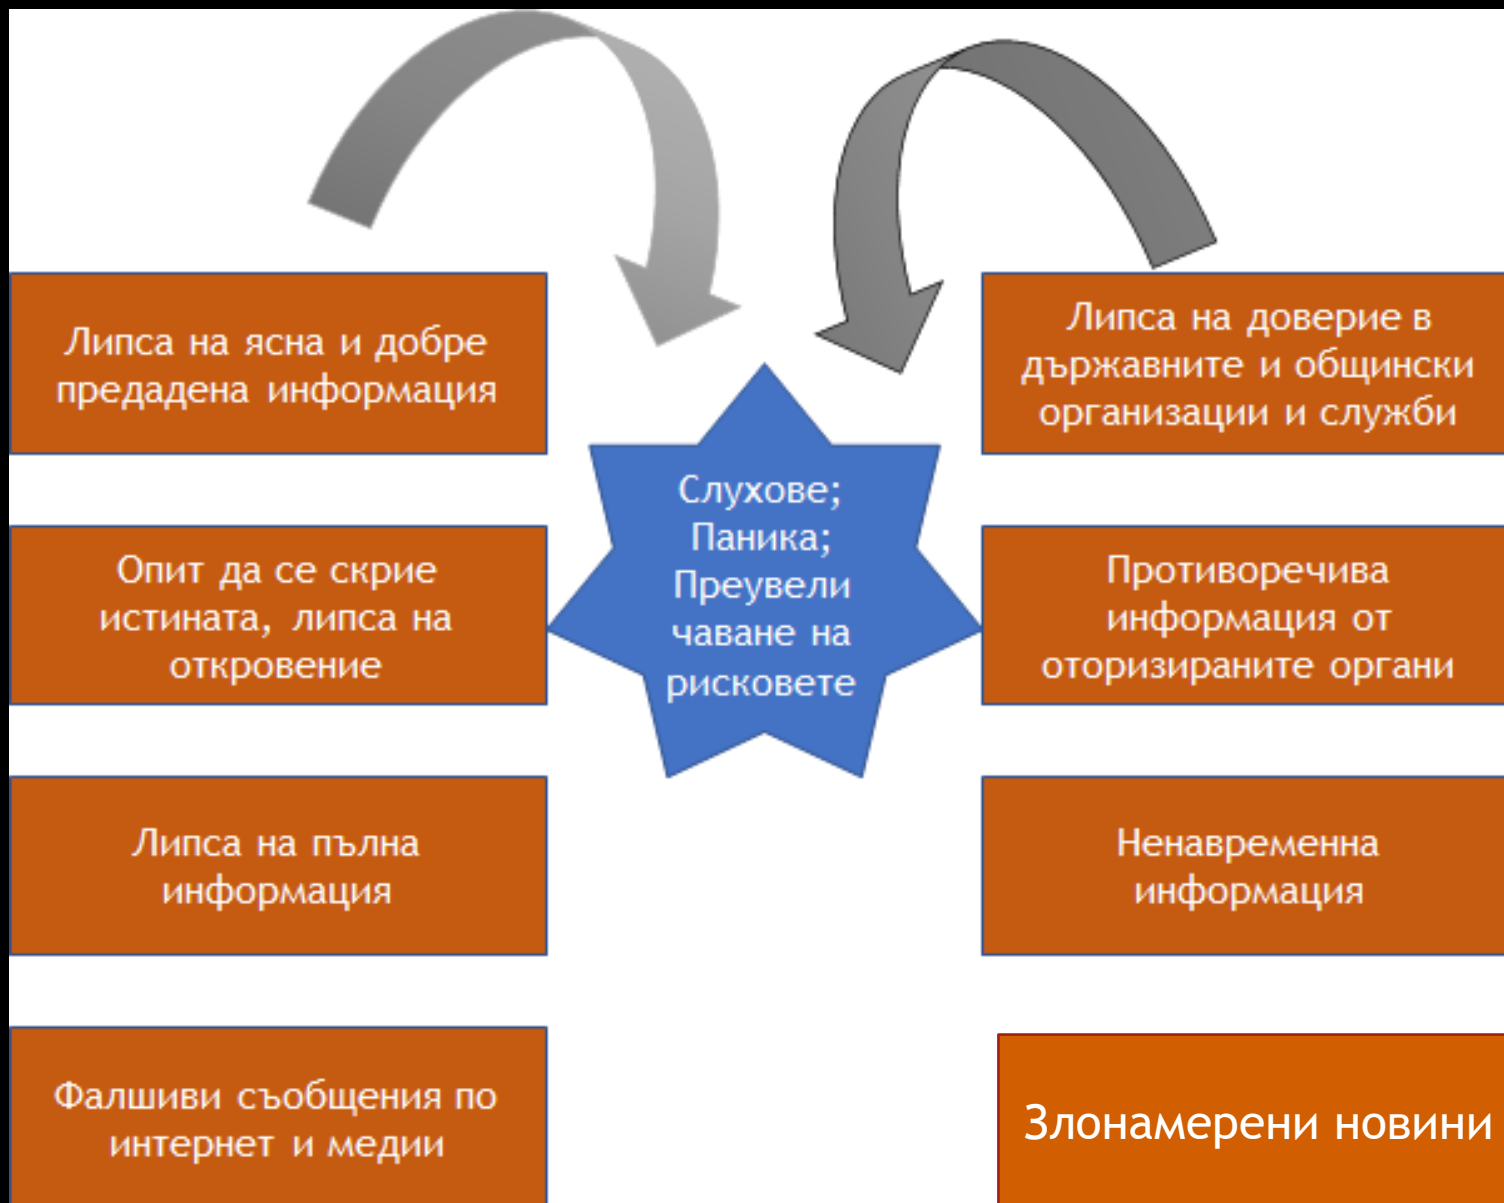 Липса на ясна и добре
предадена информация
Опит да се скрие
истината, липса на
откровение
Липса на пълна
информация
Фалшиви съобщения по
интернет и медии
Слухове;
Паника;
Преувели
чаване на
рисковете
Липса на доверие в
държавните и общински
организации и служби
Противоречива
информация от
оторизираните органи
Ненавременна
информация
Злонамерени новини